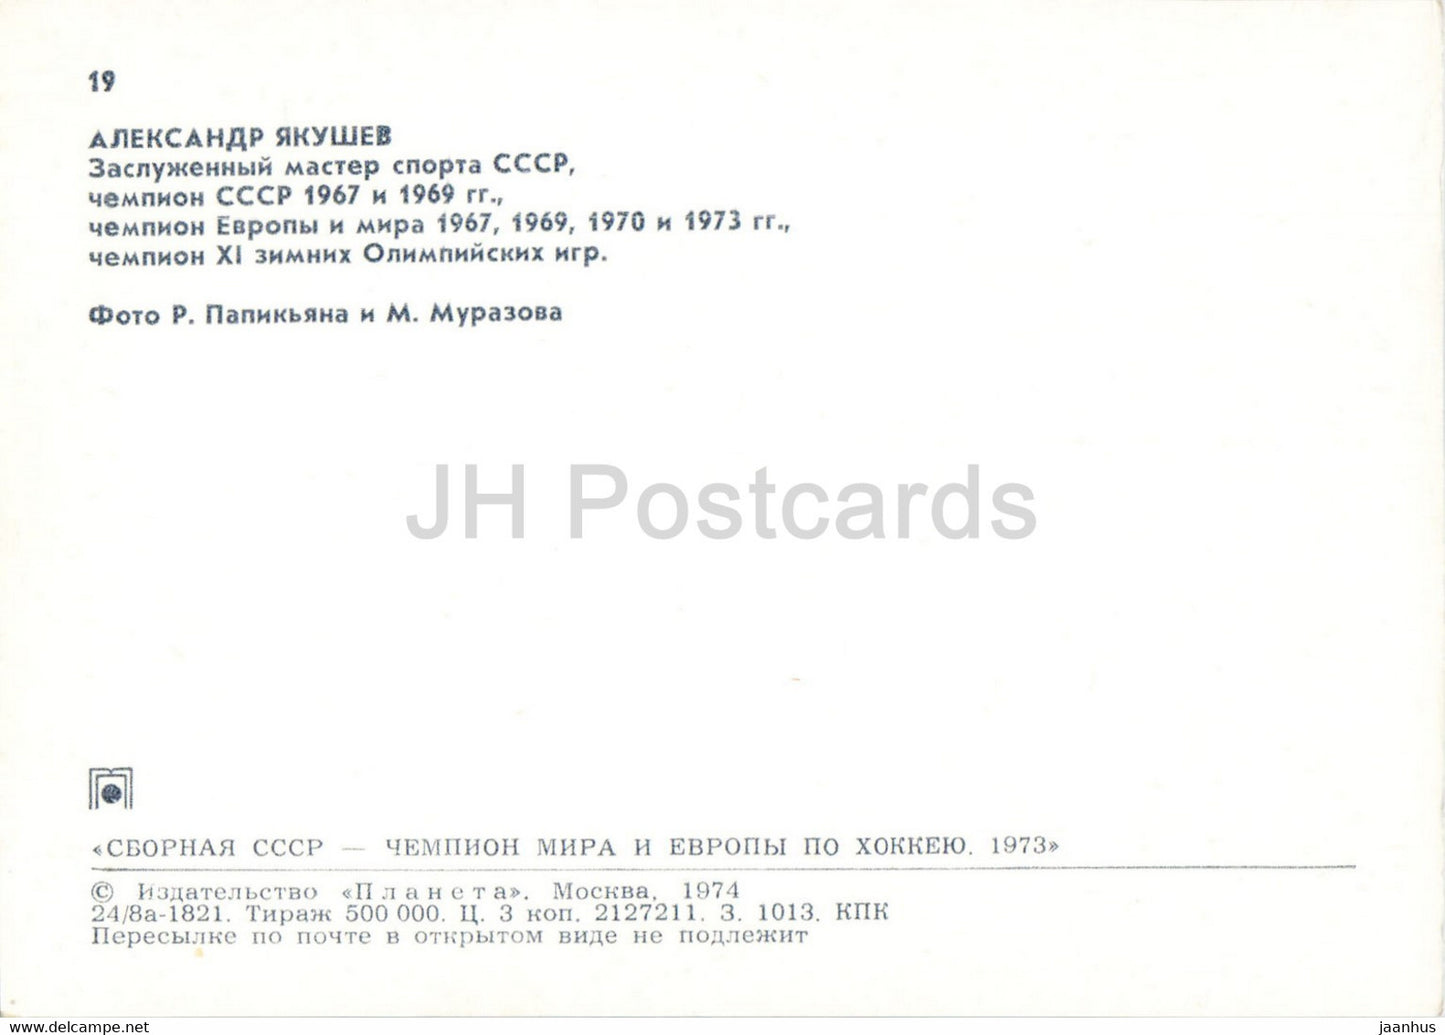 19
АЛЕКСАНДР ЯКУШЕВ
Заслуженный мастер спорта СССР,
чемпион СССР 1967 и 1969 гг.,
чемпион Европы и мира 1967, 1969, 1970 и 1973 гг.,
чемпион XI зимних Олимпийских игр.
Фото Р. Папикьяна и М. Муразова
JH Postcards
«СБОРНАЯ СССР — ЧЕМПИОН МИРА И ЕВРОПЫ ПО ХОККЕЮ. 1973»
© Издательство «Планета». Москва, 1974
24/8а-1821. Тираж 500 000. Ц. 3 коп. 2127211. З. 1013. КПК
Пересылке по почте в открытом виде не подлежит
www.hippostcard.com
jaanhus